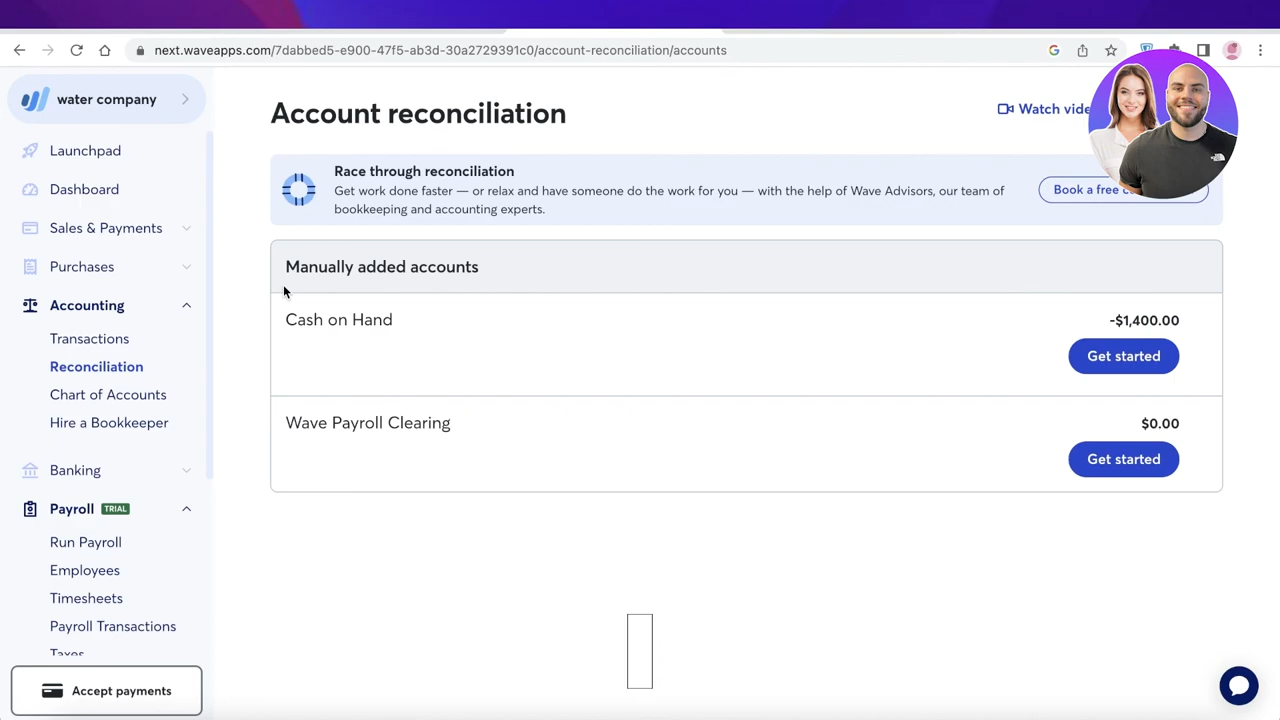 next.waveapps.com/7dabbed5-e900-47f5-ab3d-30a2729391c0/account-reconciliation/accounts
water company
Launchpad
Dashboard
Sales & Payments
Purchases
Accounting
Transactions
Reconciliation
Chart of Accounts
Hire a Bookkeeper
Banking
Payroll TRIAL
Run Payroll
Employees
Timesheets
Payroll Transactions
Taxes
Accept payments
Account reconciliation
Watch
Race through reconciliation
Get work done faster — or relax and have someone do the work for you — with the help of Wave Advisors, our team of
bookkeeping and accounting experts.
Book a free
Manually added accounts
Cash on Hand
-$1,400.00
Get started
Wave Payroll Clearing
$0.00
Get started